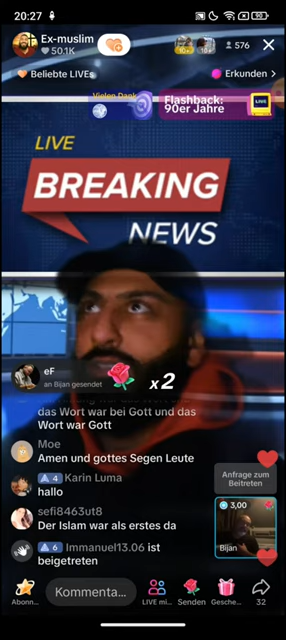 20:27
90
Ex-muslim
50.1K
10+
10+
576
Beliebte LIVEs
Erkunden >
Vielen Dank
Flashback:
90er Jahre
LIVE
LIVE
BREAKING
NEWS
eF
an Bijan gesendet
x2
das Wort war bei Gott und das
Wort war Gott
Moe
Amen und gottes Segen Leute
4 Karin Luma
hallo
sefi8463ut8
Der Islam war als erstes da
6 Immanuel13.06 ist
beigetreten
Anfrage zum
Beitreten
3,00
Bijan
Abonn...
Kommenta...
LIVE mi...
Senden
Gesche...
32